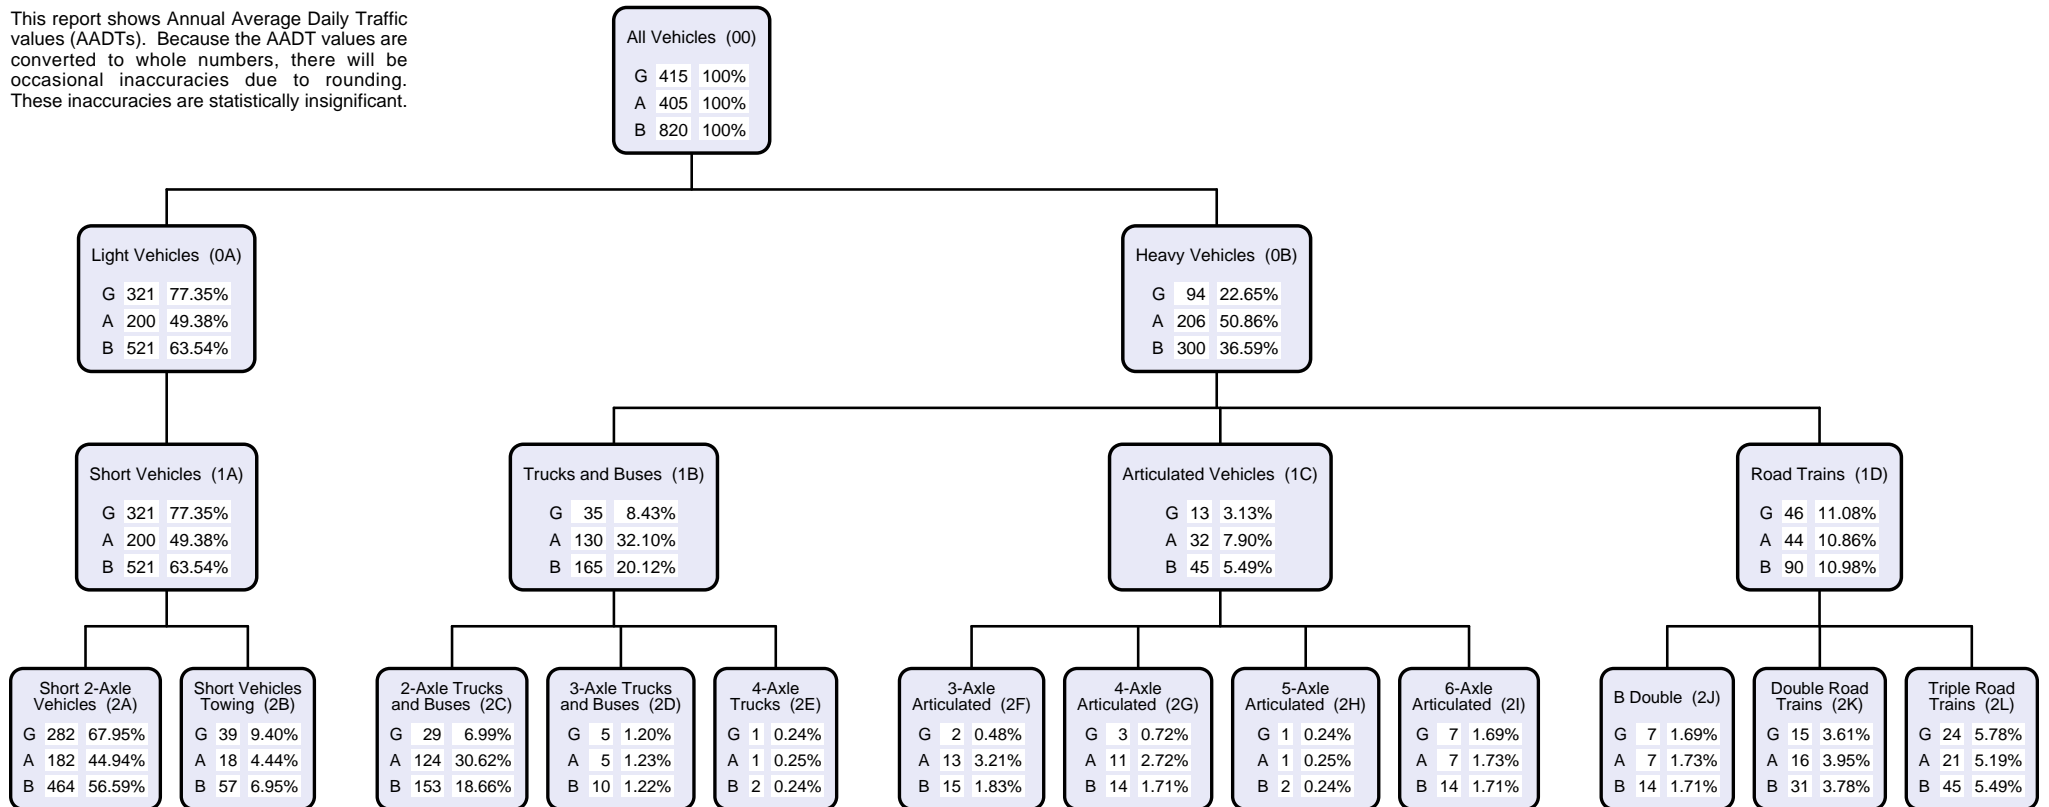 This report shows Annual Average Daily Traffic
values (AADTs). Because the AADT values are
converted to whole numbers, there will be
occasional inaccuracies due to rounding.
These inaccuracies are statistically insignificant.
All Vehicles (00)
G 415 100%
A 405 100%
B 820 100%
Light Vehicles (0A)
G 321 77.35%
A 200 49.38%
B 521 63.54%
Heavy Vehicles (0B)
G 94 22.65%
A 206 50.86%
B 300 36.59%
Short Vehicles (1A)
G 321 77.35%
A 200 49.38%
B 521 63.54%
Trucks and Buses (1B)
G 35 8.43%
A 130 32.10%
B 165 20.12%
Articulated Vehicles (1C)
G 13 3.13%
A 32 7.90%
B 45 5.49%
Road Trains (1D)
G 46 11.08%
A 44 10.86%
B 90 10.98%
Short 2-Axle
Vehicles (2A)
G 282 67.95%
A 182 44.94%
B 464 56.59%
Short Vehicles
Towing (2B)
G 39 9.40%
A 18 4.44%
B 57 6.95%
2-Axle Trucks
and Buses (2C)
G 29 6.99%
A 124 30.62%
B 153 18.66%
3-Axle Trucks
and Buses (2D)
G 5 1.20%
A 5 1.23%
B 10 1.22%
4-Axle
Trucks (2E)
G 1 0.24%
A 1 0.25%
B 2 0.24%
3-Axle
Articulated (2F)
G 2 0.48%
A 13 3.21%
B 15 1.83%
4-Axle
Articulated (2G)
G 3 0.72%
A 11 2.72%
B 14 1.71%
5-Axle
Articulated (2H)
G 1 0.24%
A 1 0.25%
B 2 0.24%
6-Axle
Articulated (2I)
G 7 1.69%
A 7 1.73%
B 14 1.71%
B Double (2J)
G 7 1.69%
A 7 1.73%
B 14 1.71%
Double Road
Trains (2K)
G 15 3.61%
A 16 3.95%
B 31 3.78%
Triple Road
Trains (2L)
G 24 5.78%
A 21 5.19%
B 45 5.49%